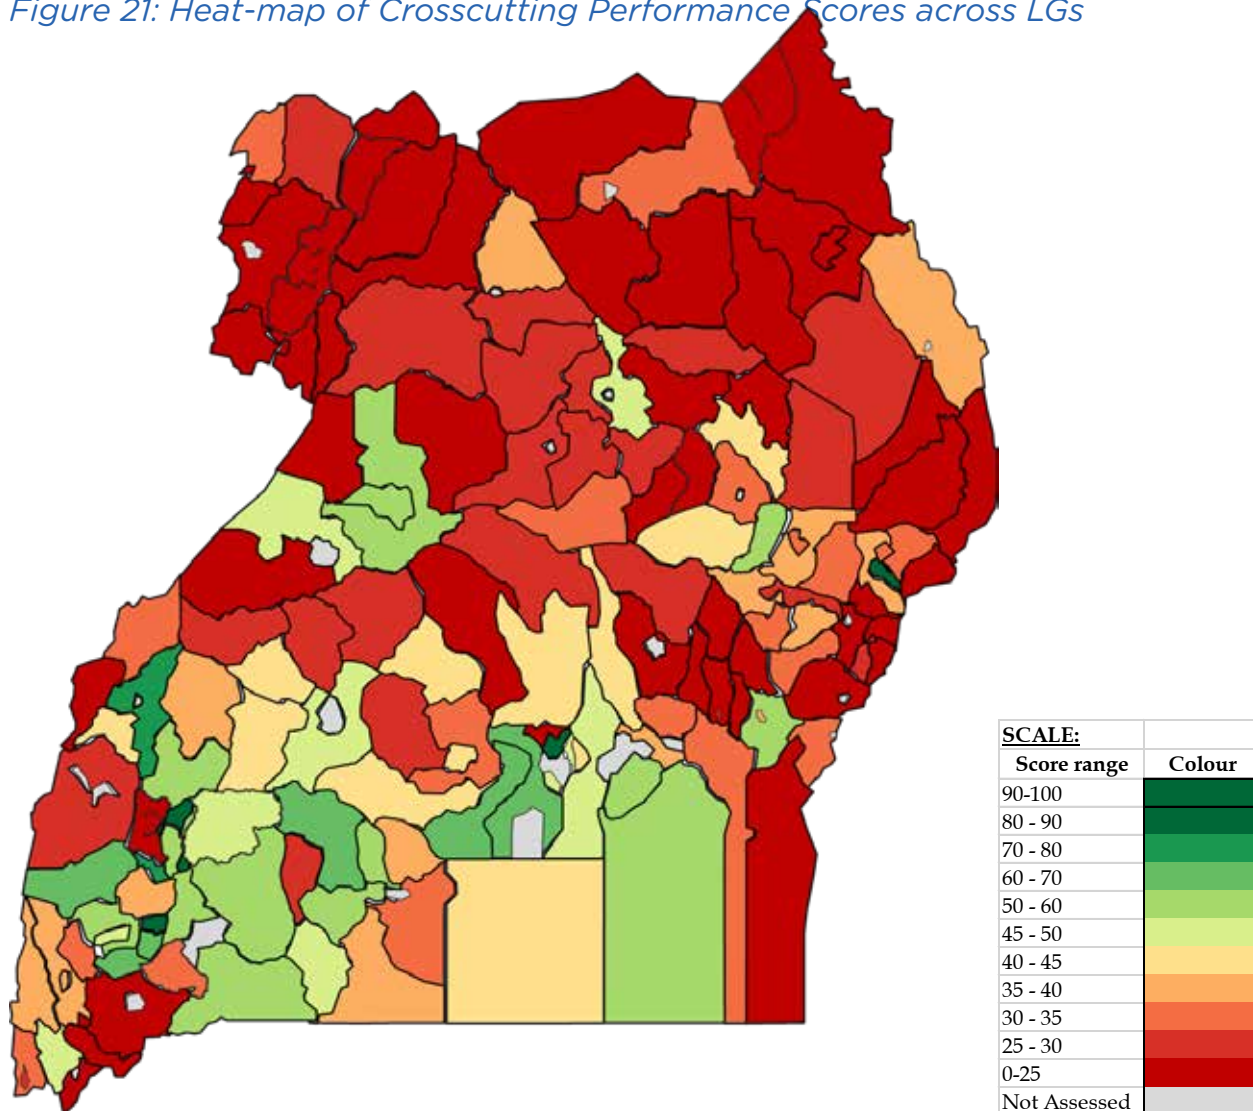 Figure 21: Heat-map of Crosscutting Performance Scores across LGs
SCALE:
Score range Colour
90-100
80 - 90
70 - 80
60 - 70
50 - 60
45 - 50
40 - 45
35 - 40
30 - 35
25 - 30
0-25
Not Assessed